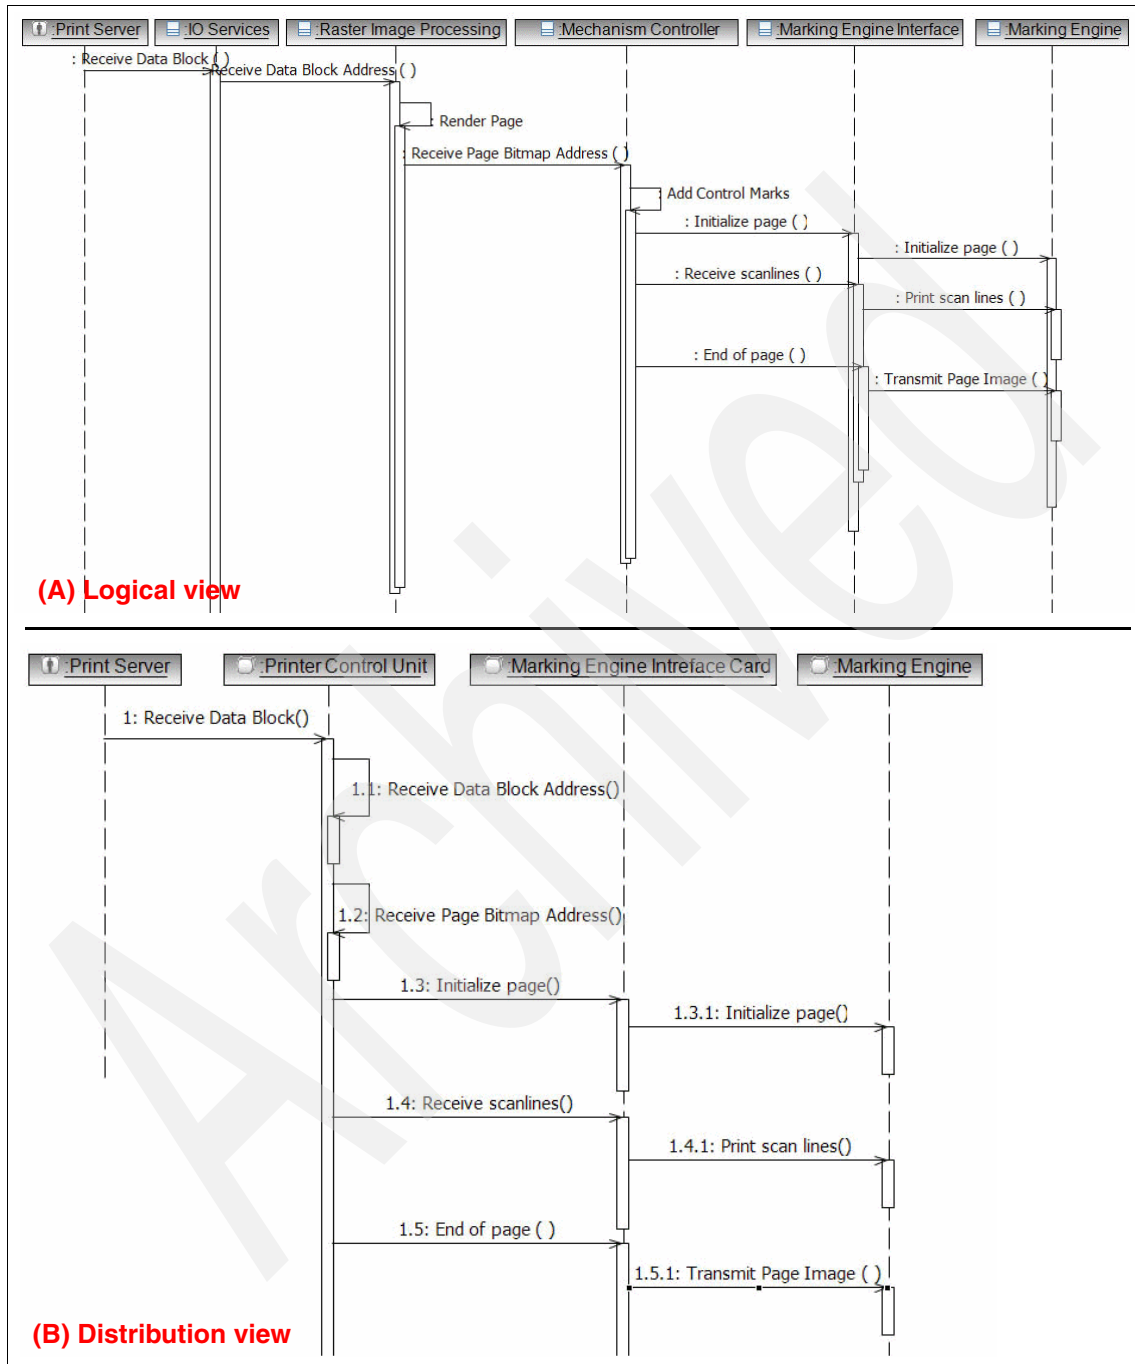 :Print Server :IO Services :Raster Image Processing :Mechanism Controller :Marking Engine Interface :Marking Engine
: Receive Data Block ( )
: Receive Data Block Address ( )
: Render Page
: Receive Page Bitmap Address ( )
: Add Control Marks
: Initialize page ( )
: Initialize page ( )
: Receive scanlines ( )
: Print scan lines ( )
: End of page ( )
: Transmit Page Image ( )
(A) Logical view
:Print Server :Printer Control Unit :Marking Engine Intreface Card :Marking Engine
1: Receive Data Block()
1.1: Receive Data Block Address()
1.2: Receive Page Bitmap Address()
1.3: Initialize page()
1.3.1: Initialize page()
1.4: Receive scanlines()
1.4.1: Print scan lines()
1.5: End of page ( )
1.5.1: Transmit Page Image ( )
(B) Distribution view
Archived